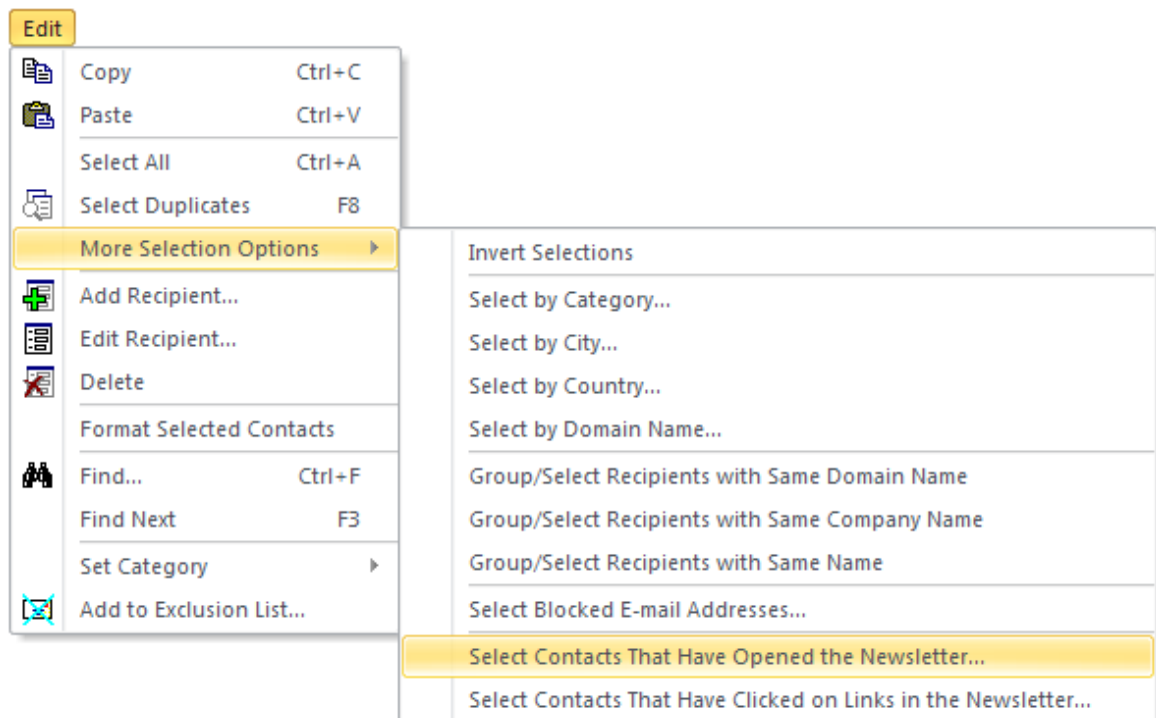 Edit
Copy Ctrl+C
Paste Ctrl+V
Select All Ctrl+A
Select Duplicates F8
More Selection Options
Add Recipient...
Edit Recipient...
Delete
Format Selected Contacts
Find... Ctrl+F
Find Next F3
Set Category
Add to Exclusion List...
Invert Selections
Select by Category...
Select by City...
Select by Country...
Select by Domain Name...
Group/Select Recipients with Same Domain Name
Group/Select Recipients with Same Company Name
Group/Select Recipients with Same Name
Select Blocked E-mail Addresses...
Select Contacts That Have Opened the Newsletter...
Select Contacts That Have Clicked on Links in the Newsletter...